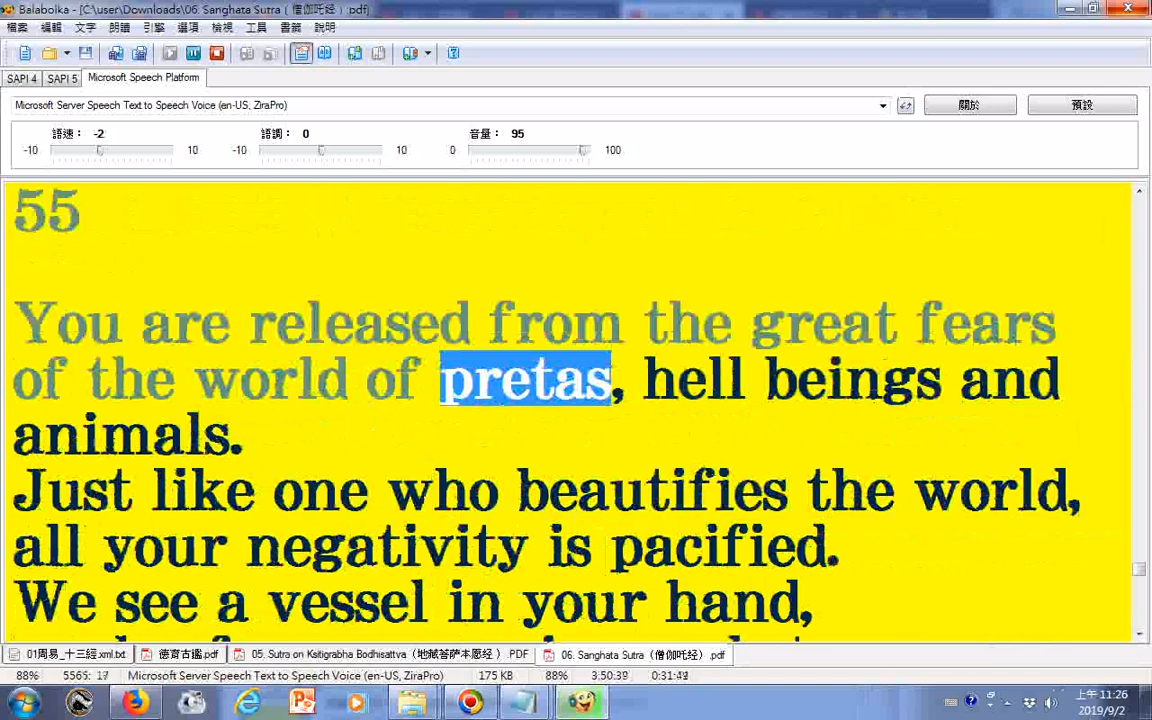 Balabolka - [C:\user\Downloads\06. Sanghata Sutra（僧伽吒经）.pdf]
檔案 編輯 文字 朗讀 引擎 選項 檢視 工具 書籤 說明
SAPI 4 SAPI 5 Microsoft Speech Platform
Microsoft Server Speech Text to Speech Voice (en-US, ZiraPro) 關於 預設
語速： -2 語調： 0 音量： 95
-10 10 -10 10 0 100
55
You are released from the great fears
of the world of pretas, hell beings and
animals.
Just like one who beautifies the world,
all your negativity is pacified.
We see a vessel in your hand,
01周易_十三經.xml.txt 德育古鑑.pdf 05. Sutra on Ksitigrabha Bodhisattva（地藏菩萨本愿经）.PDF 06. Sanghata Sutra（僧伽吒经）.pdf
88% 5565: 17 Microsoft Server Speech Text to Speech Voice (en-US, ZiraPro) 175 KB 88% 3:50:39
上午 11:26
2019/9/2